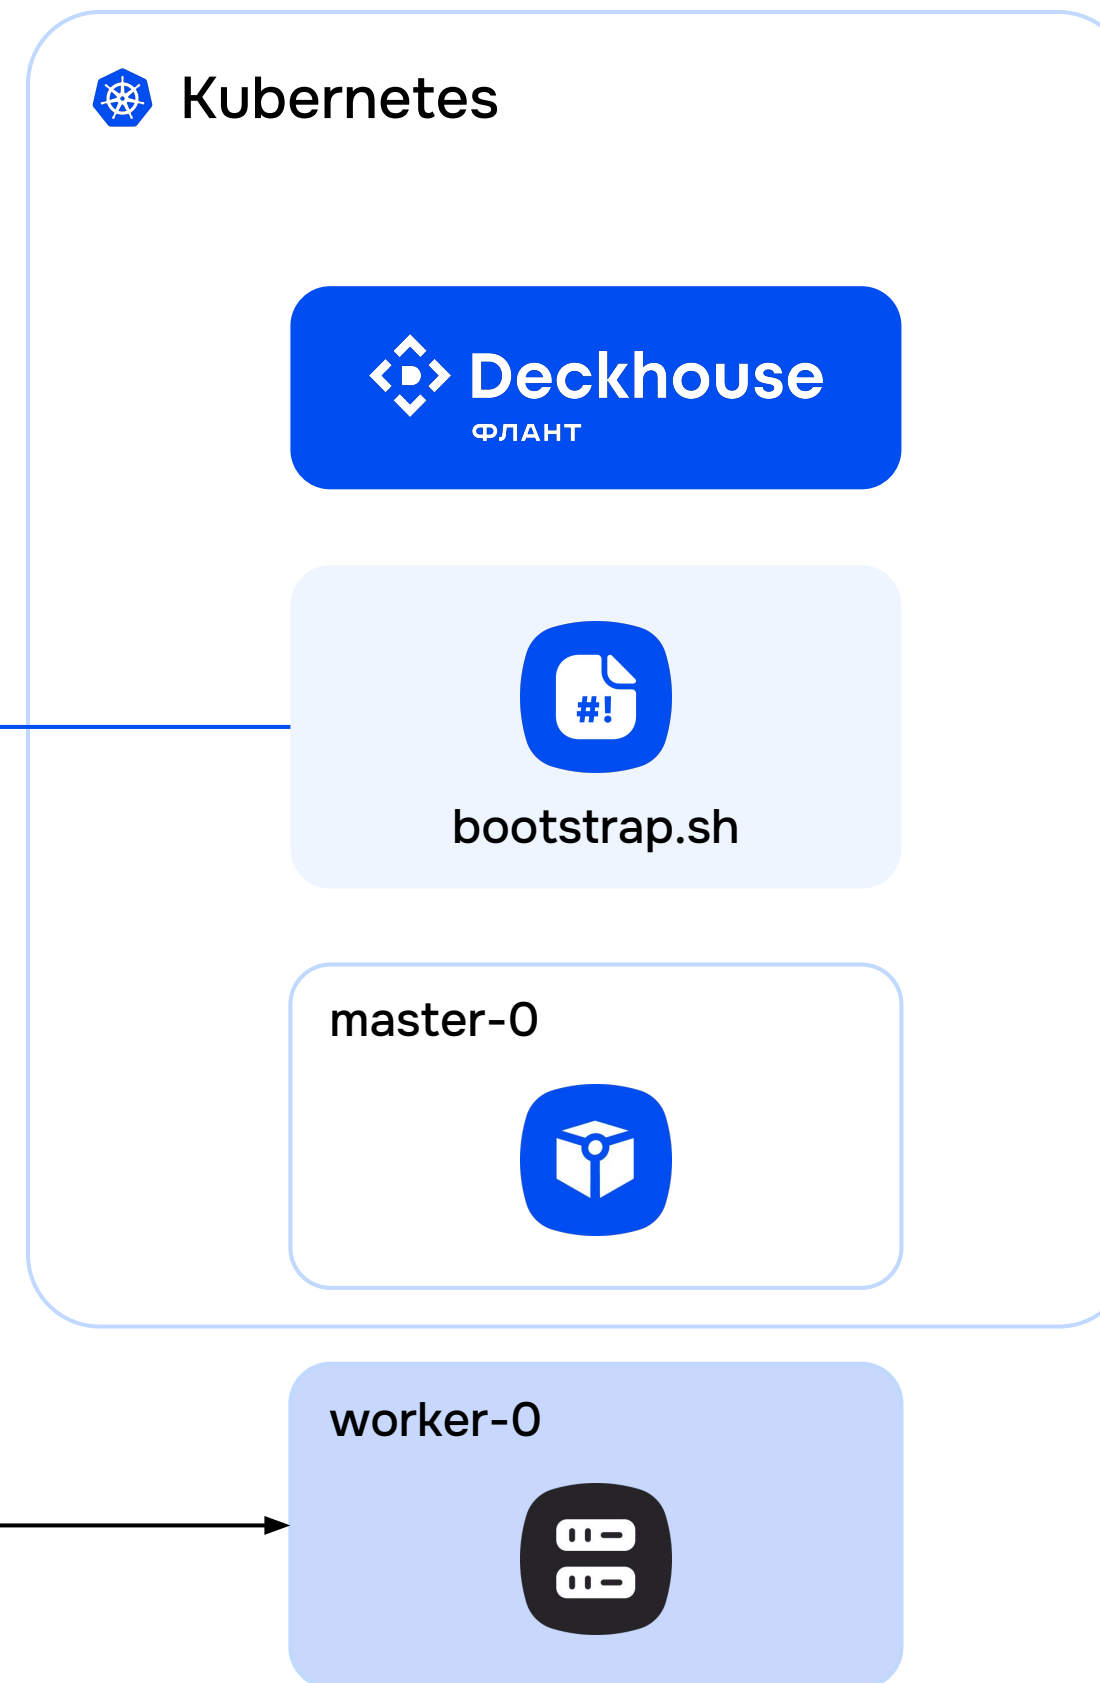 Kubernetes
Deckhouse
ФЛАНТ
#!
bootstrap.sh
master-0
worker-0